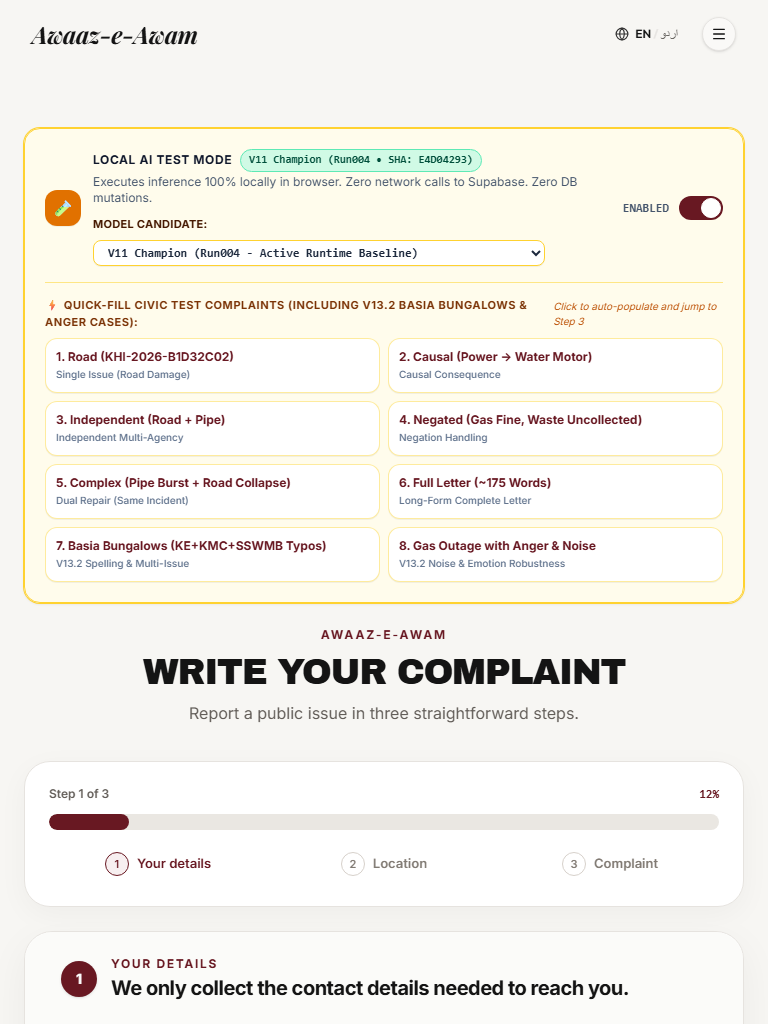 Awaaz-e-Awam
EN / اردو
LOCAL AI TEST MODE V11 Champion (Run004 • SHA: E4D04293)
Executes inference 100% locally in browser. Zero network calls to Supabase. Zero DB
mutations.
ENABLED
MODEL CANDIDATE:
V11 Champion (Run004 - Active Runtime Baseline)
QUICK-FILL CIVIC TEST COMPLAINTS (INCLUDING V13.2 BASIA BUNGALOWS &
ANGER CASES):
Click to auto-populate and jump to
Step 3
1. Road (KHI-2026-B1D32C02)
Single Issue (Road Damage)
2. Causal (Power → Water Motor)
Causal Consequence
3. Independent (Road + Pipe)
Independent Multi-Agency
4. Negated (Gas Fine, Waste Uncollected)
Negation Handling
5. Complex (Pipe Burst + Road Collapse)
Dual Repair (Same Incident)
6. Full Letter (~175 Words)
Long-Form Complete Letter
7. Basia Bungalows (KE+KMC+SSWMB Typos)
V13.2 Spelling & Multi-Issue
8. Gas Outage with Anger & Noise
V13.2 Noise & Emotion Robustness
AWAAZ-E-AWAM
WRITE YOUR COMPLAINT
Report a public issue in three straightforward steps.
Step 1 of 3
12%
1 Your details
2 Location
3 Complaint
1
YOUR DETAILS
We only collect the contact details needed to reach you.